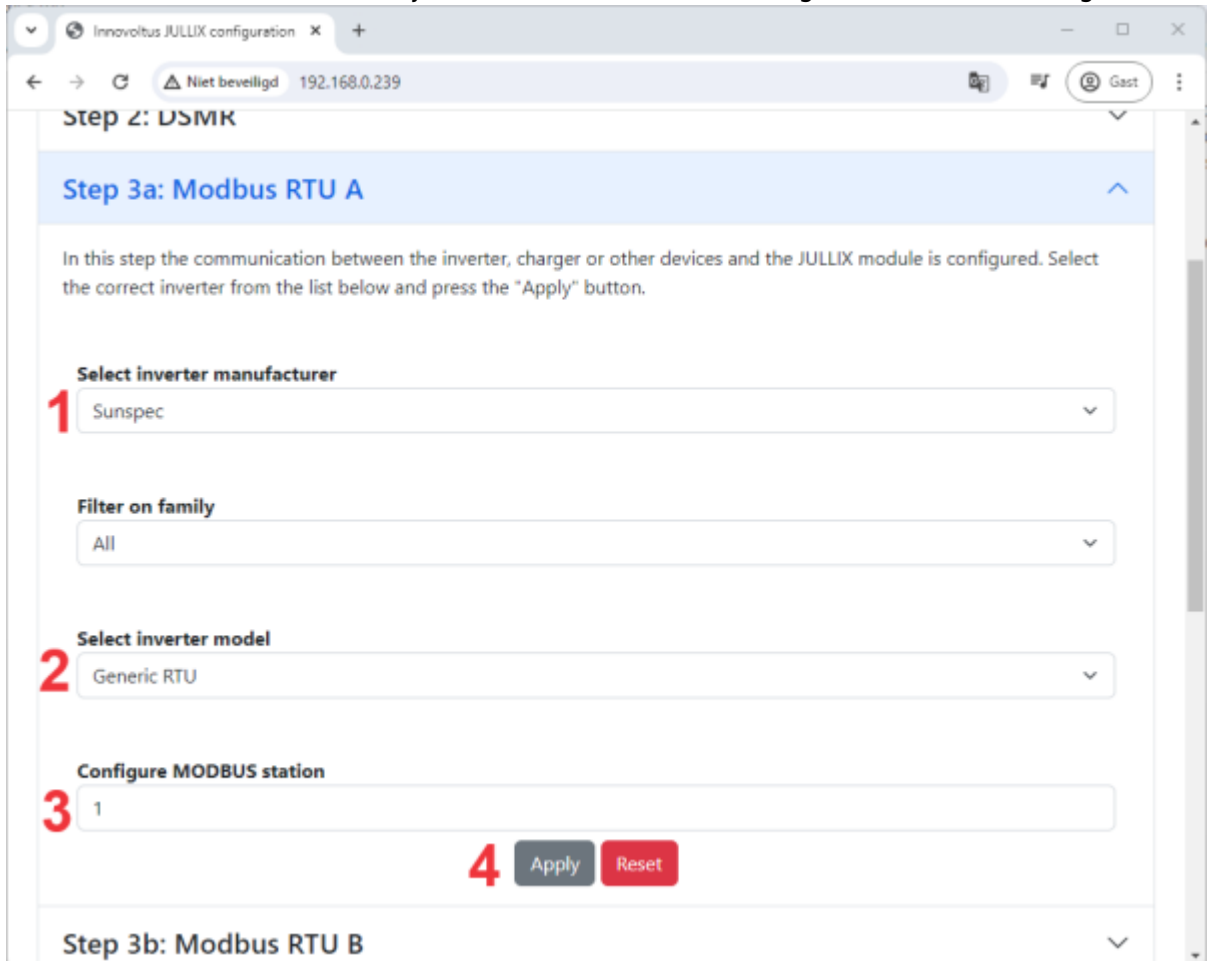 Innovoltus JULLIX configuration
Niet beveiligd 192.168.0.239 Gast
Step 2: DSMR
Step 3a: Modbus RTU A
In this step the communication between the inverter, charger or other devices and the JULLIX module is configured. Select
the correct inverter from the list below and press the "Apply" button.
Select inverter manufacturer
1 Sunspec
Filter on family
All
Select inverter model
2 Generic RTU
Configure MODBUS station
3 1
4 Apply Reset
Step 3b: Modbus RTU B